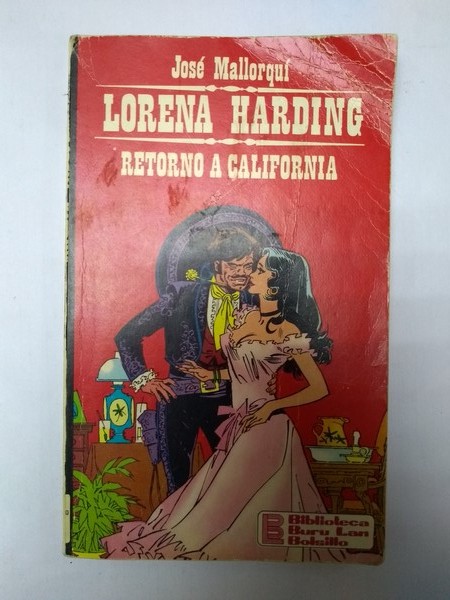 José Mallorquí
LORENA HARDING
RETORNO A CALIFORNIA
Biblioteca
Buru Lan
Bolsillo